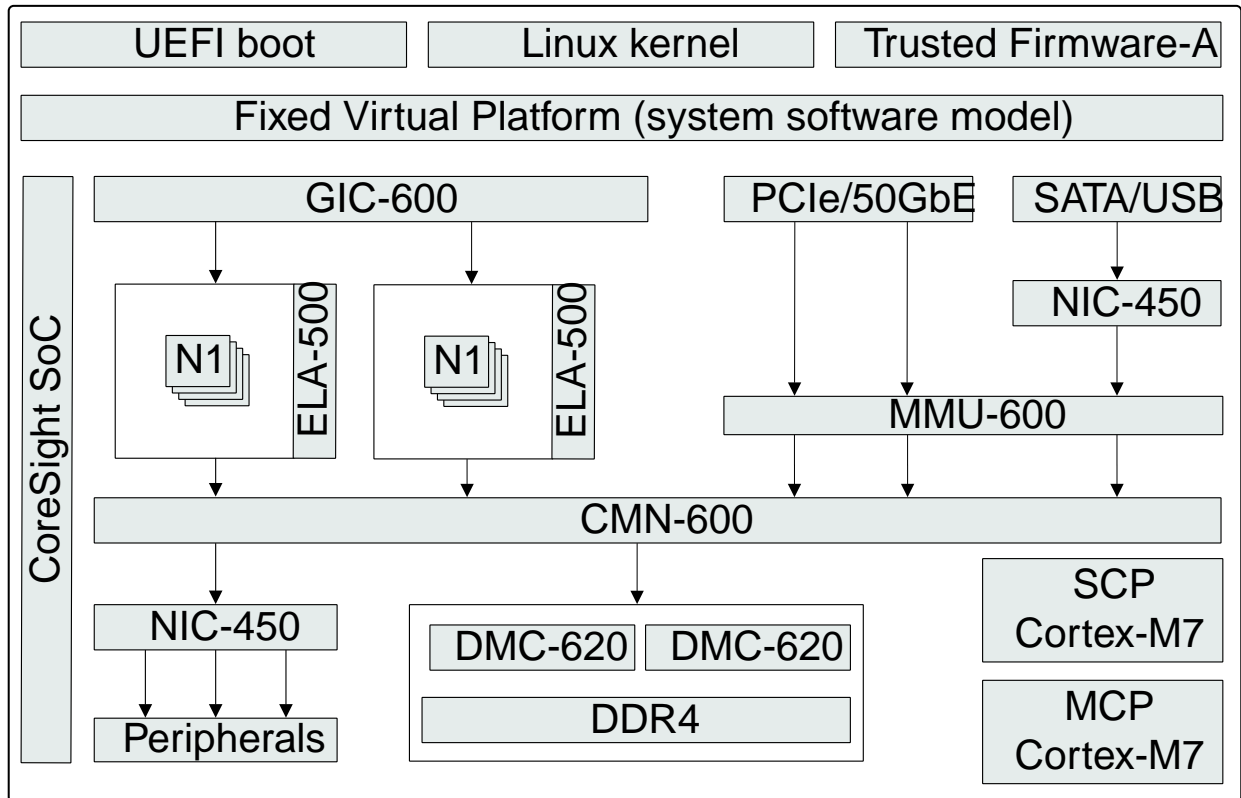 UEFI boot
Linux kernel
Trusted Firmware-A
Fixed Virtual Platform (system software model)
CoreSight SoC
GIC-600
PCIe/50GbE
SATA/USB
N1
ELA-500
N1
ELA-500
NIC-450
MMU-600
CMN-600
NIC-450
Peripherals
DMC-620
DMC-620
DDR4
SCP
Cortex-M7
MCP
Cortex-M7